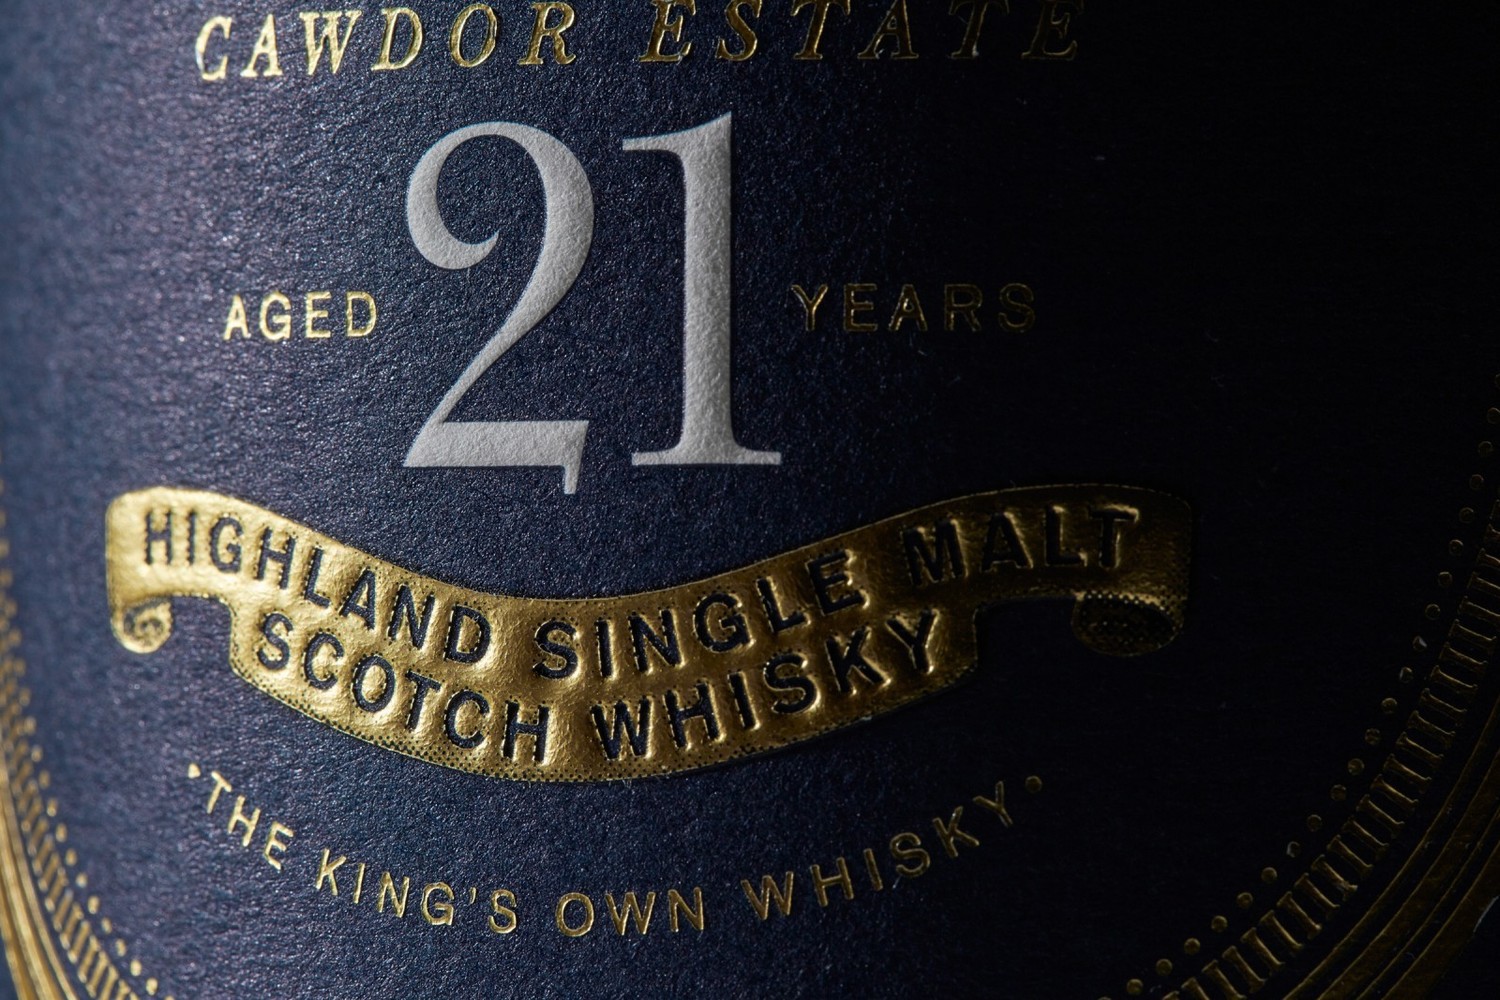 CAWDOR ESTATE
AGED 21 YEARS
HIGHLAND SINGLE MALT
SCOTCH WHISKY
THE KING'S OWN WHISKY